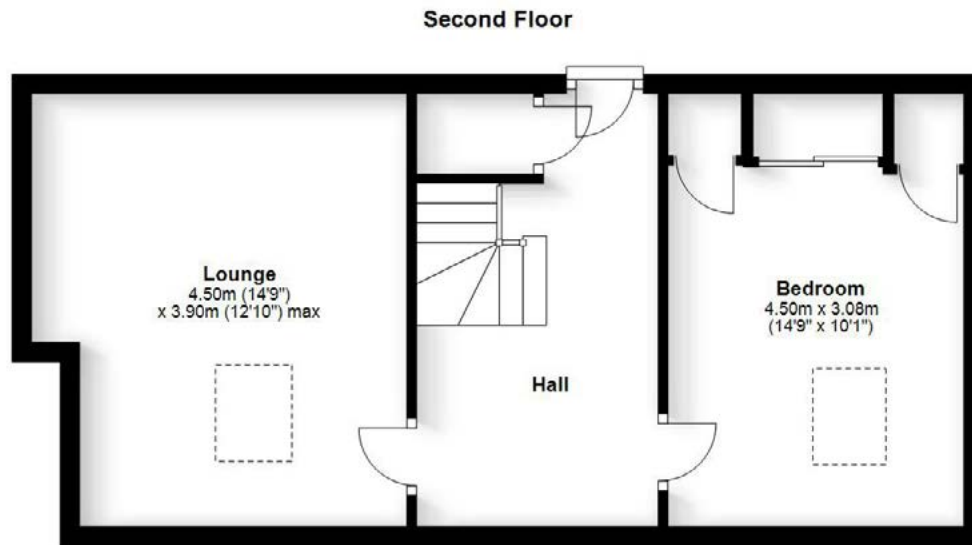 Second Floor
Lounge
4.50m (14'9")
x 3.90m (12'10") max
Bedroom
4.50m x 3.08m
(14'9" x 10'1")
Hall